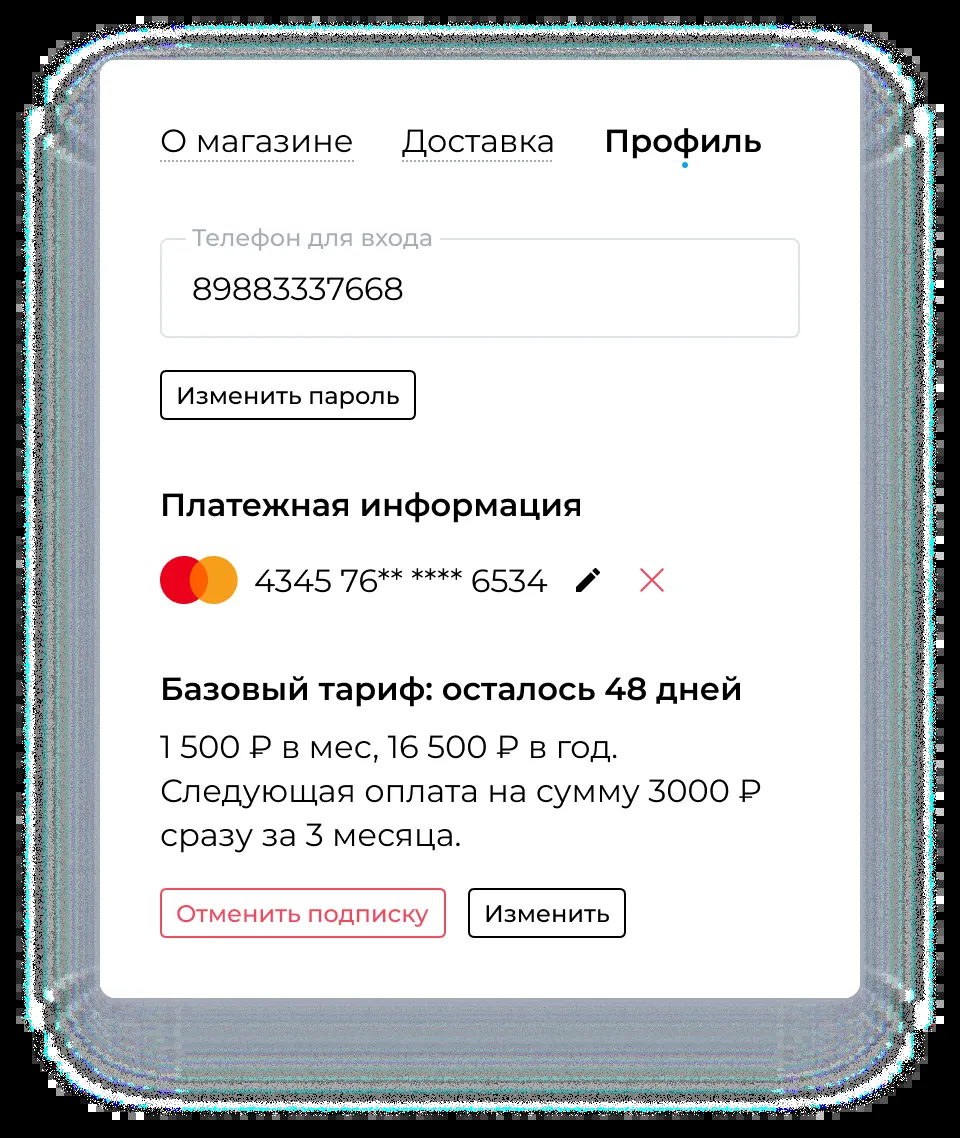 О магазине Доставка Профиль
Телефон для входа
89883337668
Изменить пароль
Платежная информация
4345 76** **** 6534
Базовый тариф: осталось 48 дней
1 500 ₽ в мес, 16 500 ₽ в год.
Следующая оплата на сумму 3000 ₽
сразу за 3 месяца.
Отменить подписку Изменить